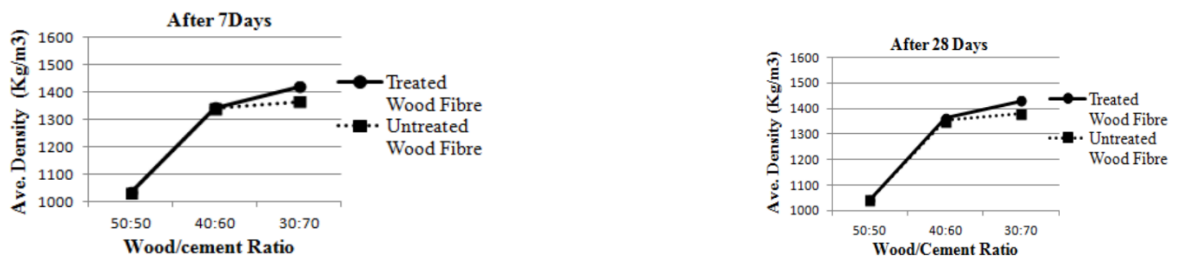 After 7Days
Ave. Density (Kg/m3)
1600
1500
1400
1300
1200
1100
1000
50:50 40:60 30:70
Wood/cement Ratio
Treated
Wood Fibre
Untreated
Wood Fibre
After 28 Days
Ave. Density (Kg/m3)
1600
1500
1400
1300
1200
1100
1000
50:50 40:60 30:70
Wood/Cement Ratio
Treated
Wood Fibre
Untreated
Wood Fibre